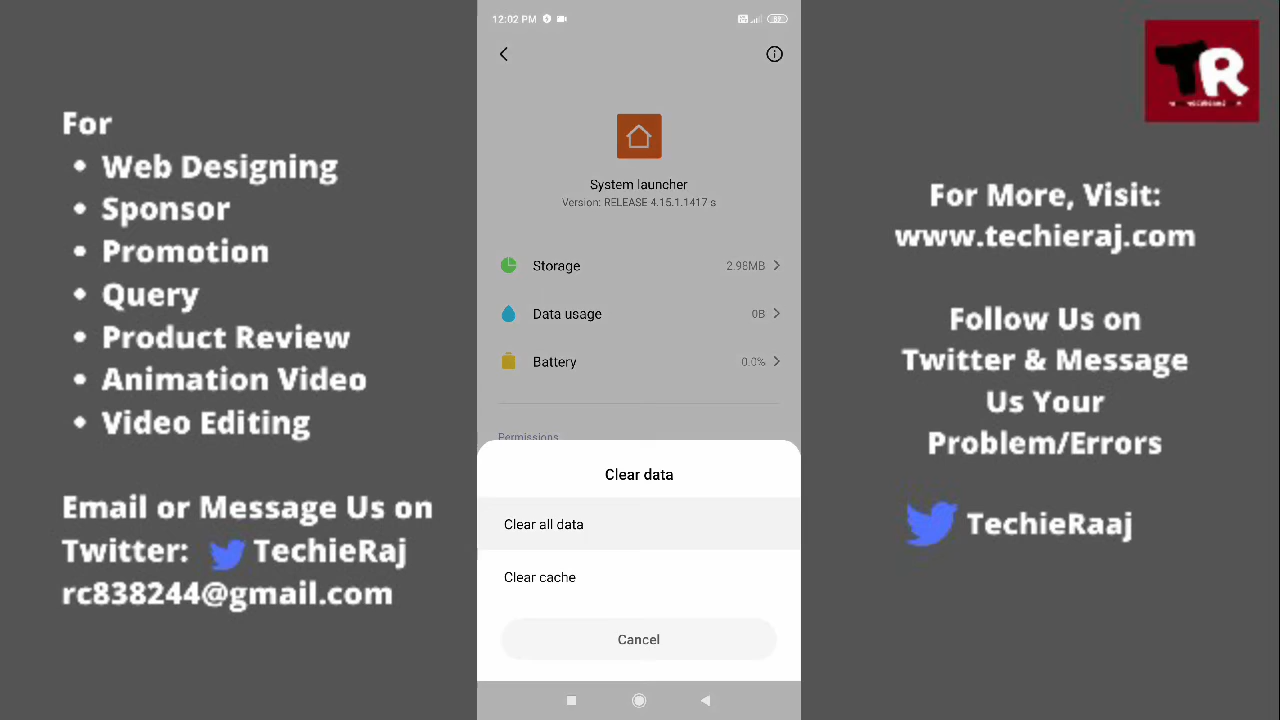 For
• Web Designing
• Sponsor
• Promotion
• Query
• Product Review
• Animation Video
• Video Editing
Email or Message Us on
Twitter: TechieRaj
rc838244@gmail.com
12:02 PM
87
System launcher
Version: RELEASE 4.15.1.1417 s
Storage 2.98MB
Data usage 0B
Battery 0.0%
Permissions
Clear data
Clear all data
Clear cache
Cancel
TR
For More, Visit:
www.techieraj.com
Follow Us on
Twitter & Message
Us Your
Problem/Errors
TechieRaaj